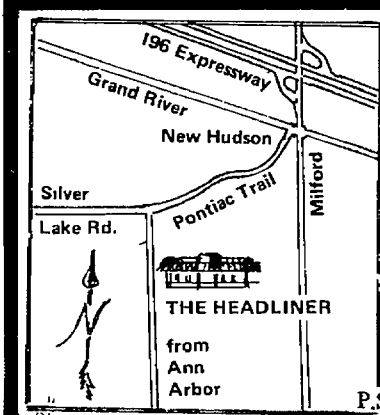 196 Expressway
Grand River
New Hudson
Milford
Pontiac Trail
Silver
Lake Rd.
THE HEADLINER
from
Ann
Arbor